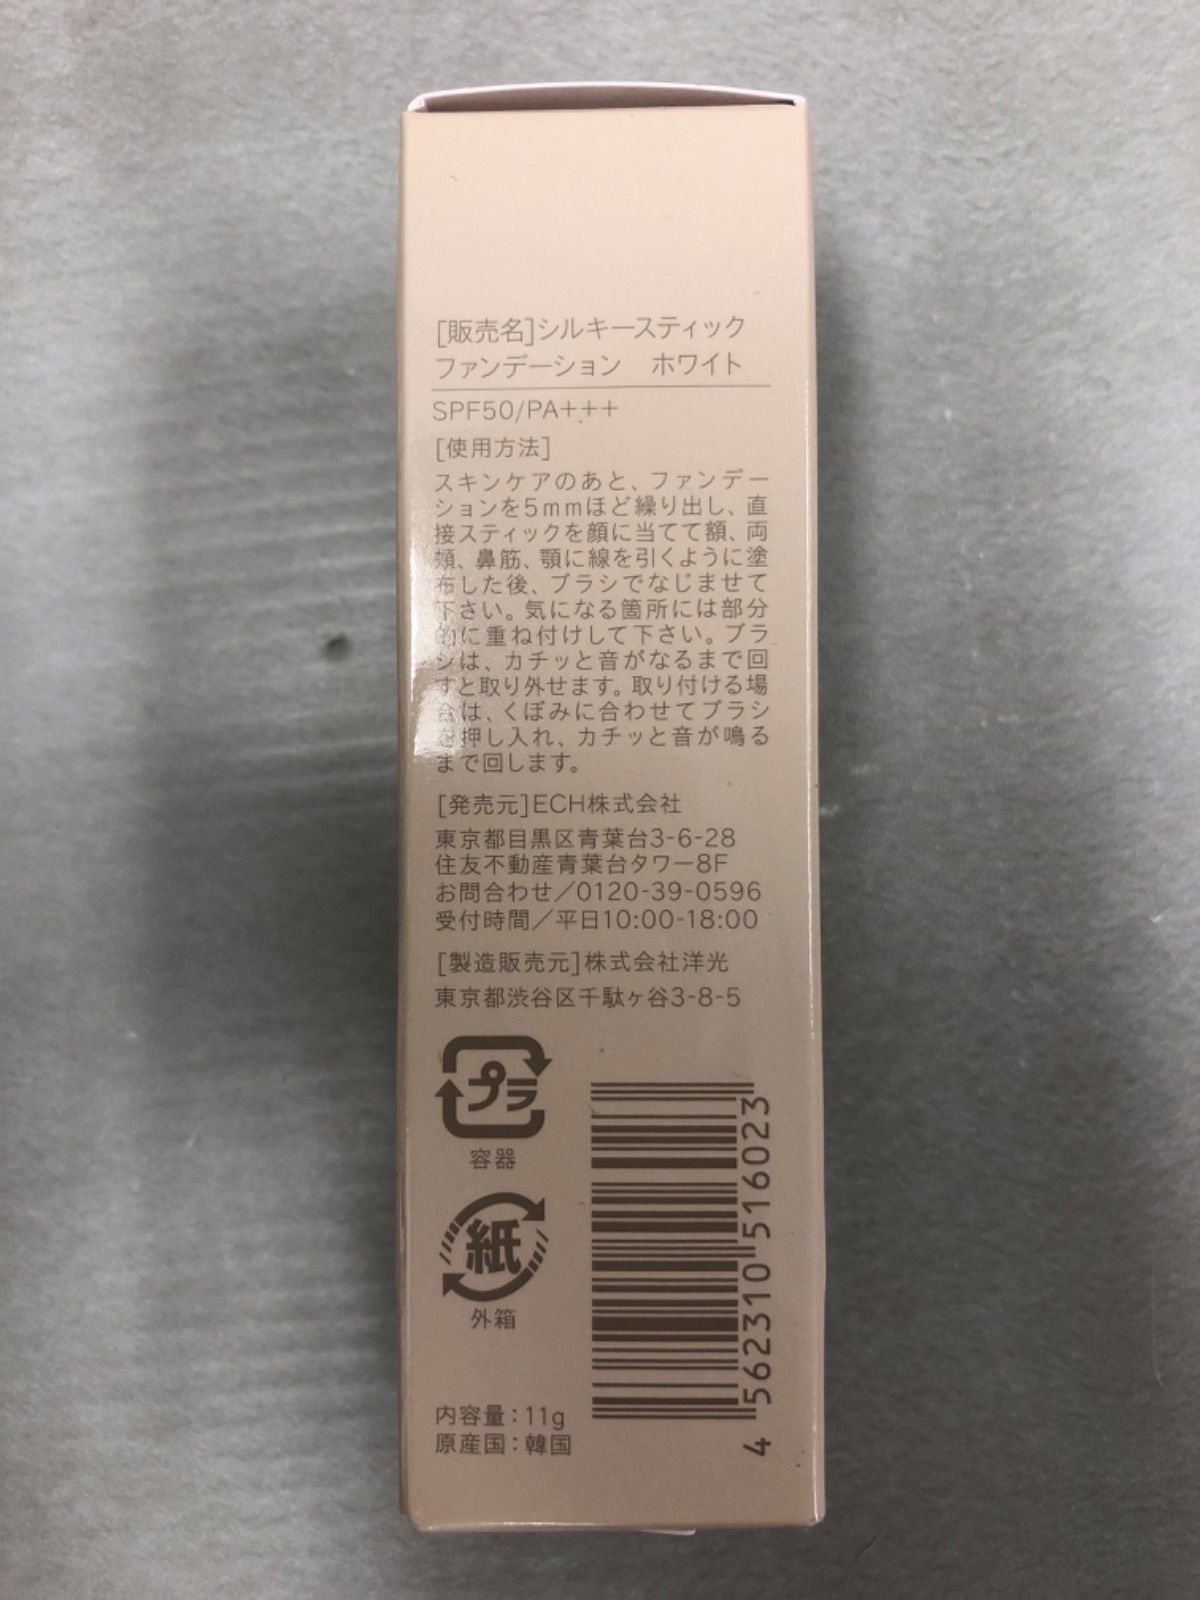 [販売名]シルキースティック
ファンデーション　ホワイト
SPF50/PA+++
[使用方法]
スキンケアのあと、ファンデー
ションを5mmほど繰り出し、直
接スティックを顔に当てて額、両
頬、鼻筋、顎に線を引くように塗
布した後、ブラシでなじませて
下さい。気になる箇所には部分
的に重ね付けして下さい。ブラ
シは、カチッと音がなるまで回
すと取り外せます。取り付ける場
合は、くぼみに合わせてブラシ
を押し入れ、カチッと音が鳴る
まで回します。
[発売元]ECH株式会社
東京都目黒区青葉台3-6-28
住友不動産青葉台タワー8F
お問合わせ／0120-39-0596
受付時間／平日10:00-18:00
[製造販売元]株式会社洋光
東京都渋谷区千駄ヶ谷3-8-5
プラ
容器
紙
外箱
内容量：11g
原産国：韓国
4 562310 516023